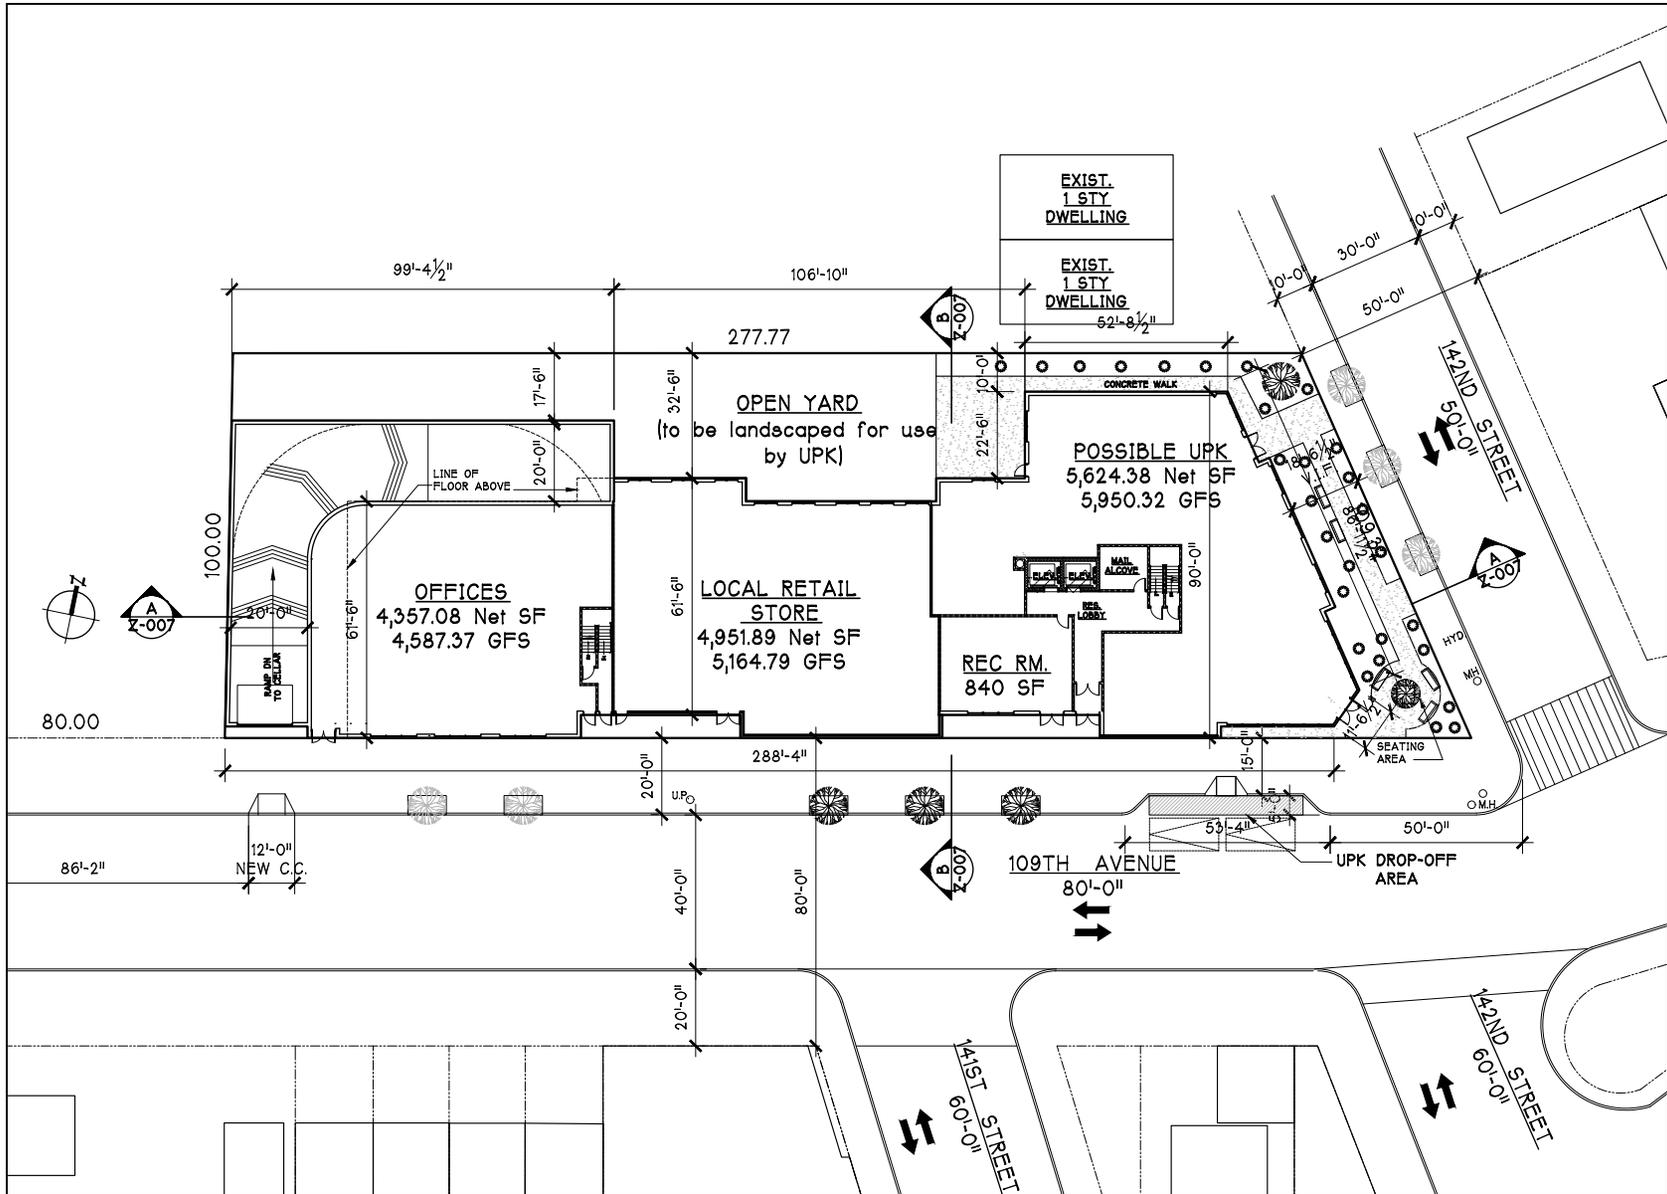 EXIST.
1 STY
DWELLING
EXIST.
1 STY
DWELLING
10'-0"
30'-0"
50'-0"
99'-4½"
106'-10"
B
Z-007
52'-8½"
277.77
142ND STREET
50'-0"
17'-6"
32'-6"
10'-0"
CONCRETE WALK
OPEN YARD
(to be landscaped for use
by UPK)
22'-6"
POSSIBLE UPK
5,624.38 Net SF
5,950.32 GFS
LINE OF
FLOOR ABOVE
20'-0"
100.00
N
A
Z-007
20'-0"
61'-6"
OFFICES
4,357.08 Net SF
4,587.37 GFS
61'-6"
LOCAL RETAIL
STORE
4,951.89 Net SF
5,164.79 GFS
ELEV.
ELEV.
MAIL
ALCOVE
RES.
LOBBY
90'-0"
REC RM.
840 SF
A
Z-007
HYD
MH
RAMP DN
TO CELLAR
80.00
288'-4"
15'-0"
11'-6½"
SEATING
AREA
20'-0"
U.P.
M.H
5'-0"
53'-4"
50'-0"
12'-0"
NEW C.C.
86'-2"
40'-0"
80'-0"
B
Z-007
109TH AVENUE
80'-0"
UPK DROP-OFF
AREA
20'-0"
141ST STREET
60'-0"
142ND STREET
60'-0"